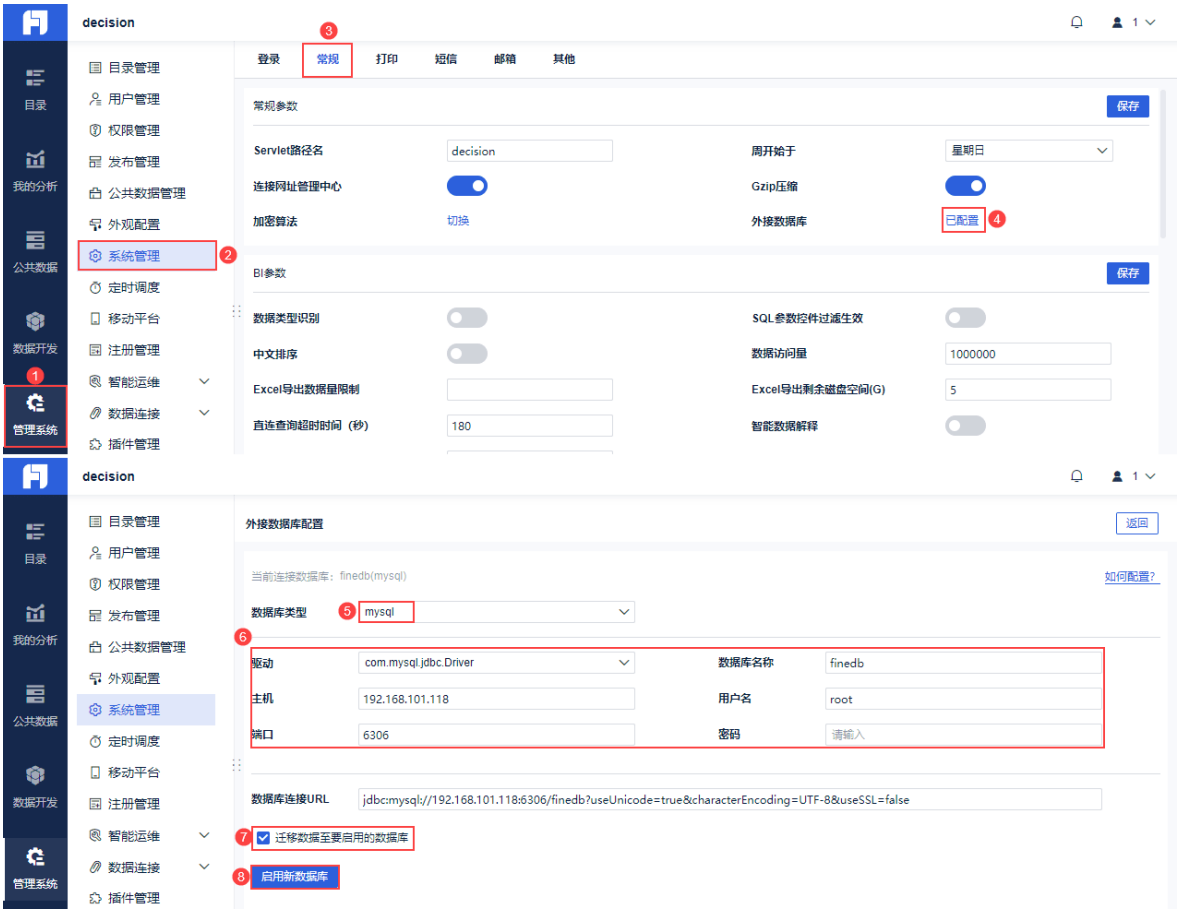 decision
1
目录
我的分析
公共数据
数据开发
1
管理系统
目录管理
用户管理
权限管理
发布管理
公共数据管理
外观配置
系统管理
2
定时调度
移动平台
注册管理
智能运维
数据连接
插件管理
3
登录 常规 打印 短信 邮箱 其他
常规参数 保存
Servlet路径名 decision 周开始于 星期日
连接网址管理中心 Gzip压缩
加密算法 切换 外接数据库 已配置 4
BI参数 保存
数据类型识别 SQL参数控件过滤生效
中文排序 数据访问量 1000000
Excel导出数据量限制 Excel导出剩余磁盘空间(G) 5
直连查询超时时间（秒） 180 智能数据解释
decision
1
目录
我的分析
公共数据
数据开发
管理系统
目录管理
用户管理
权限管理
发布管理
公共数据管理
外观配置
系统管理
定时调度
移动平台
注册管理
智能运维
数据连接
插件管理
外接数据库配置 返回
当前连接数据库：finedb(mysql) 如何配置?
数据库类型 5 mysql
6
驱动 com.mysql.jdbc.Driver 数据库名称 finedb
主机 192.168.101.118 用户名 root
端口 6306 密码 请输入
数据库连接URL jdbc:mysql://192.168.101.118:6306/finedb?useUnicode=true&characterEncoding=UTF-8&useSSL=false
7 迁移数据至要启用的数据库
8 启用新数据库